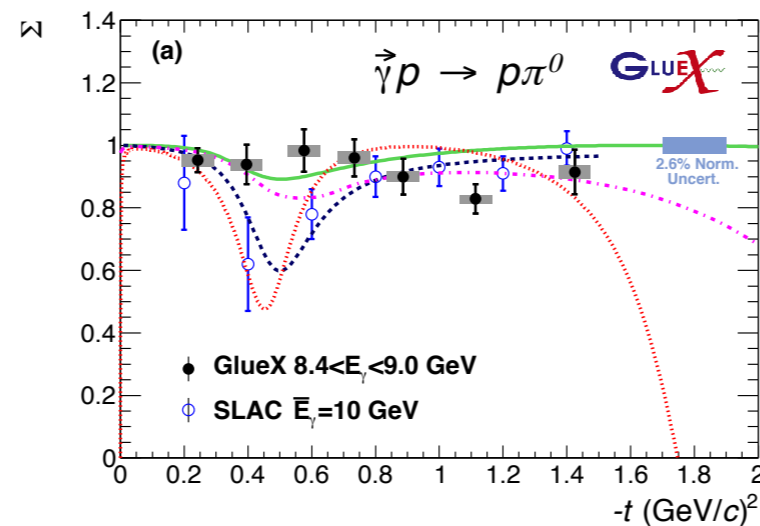 Σ
(a)
γ⃗p → pπ⁰
GLUEX
2.6% Norm.
Uncert.
GlueX 8.4<E_γ<9.0 GeV
SLAC E̅_γ=10 GeV
1.4
1.2
1
0.8
0.6
0.4
0.2
0
0 0.2 0.4 0.6 0.8 1 1.2 1.4 1.6 1.8 2
-t (GeV/c)²